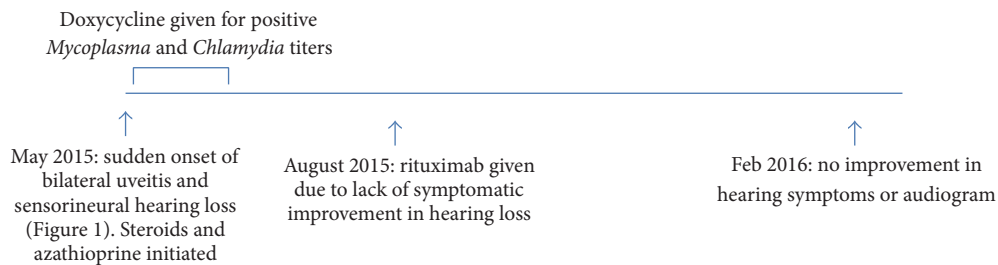 Doxycycline given for positive
Mycoplasma and Chlamydia titers
May 2015: sudden onset of
bilateral uveitis and
sensorineural hearing loss
(Figure 1). Steroids and
azathioprine initiated
August 2015: rituximab given
due to lack of symptomatic
improvement in hearing loss
Feb 2016: no improvement in
hearing symptoms or audiogram